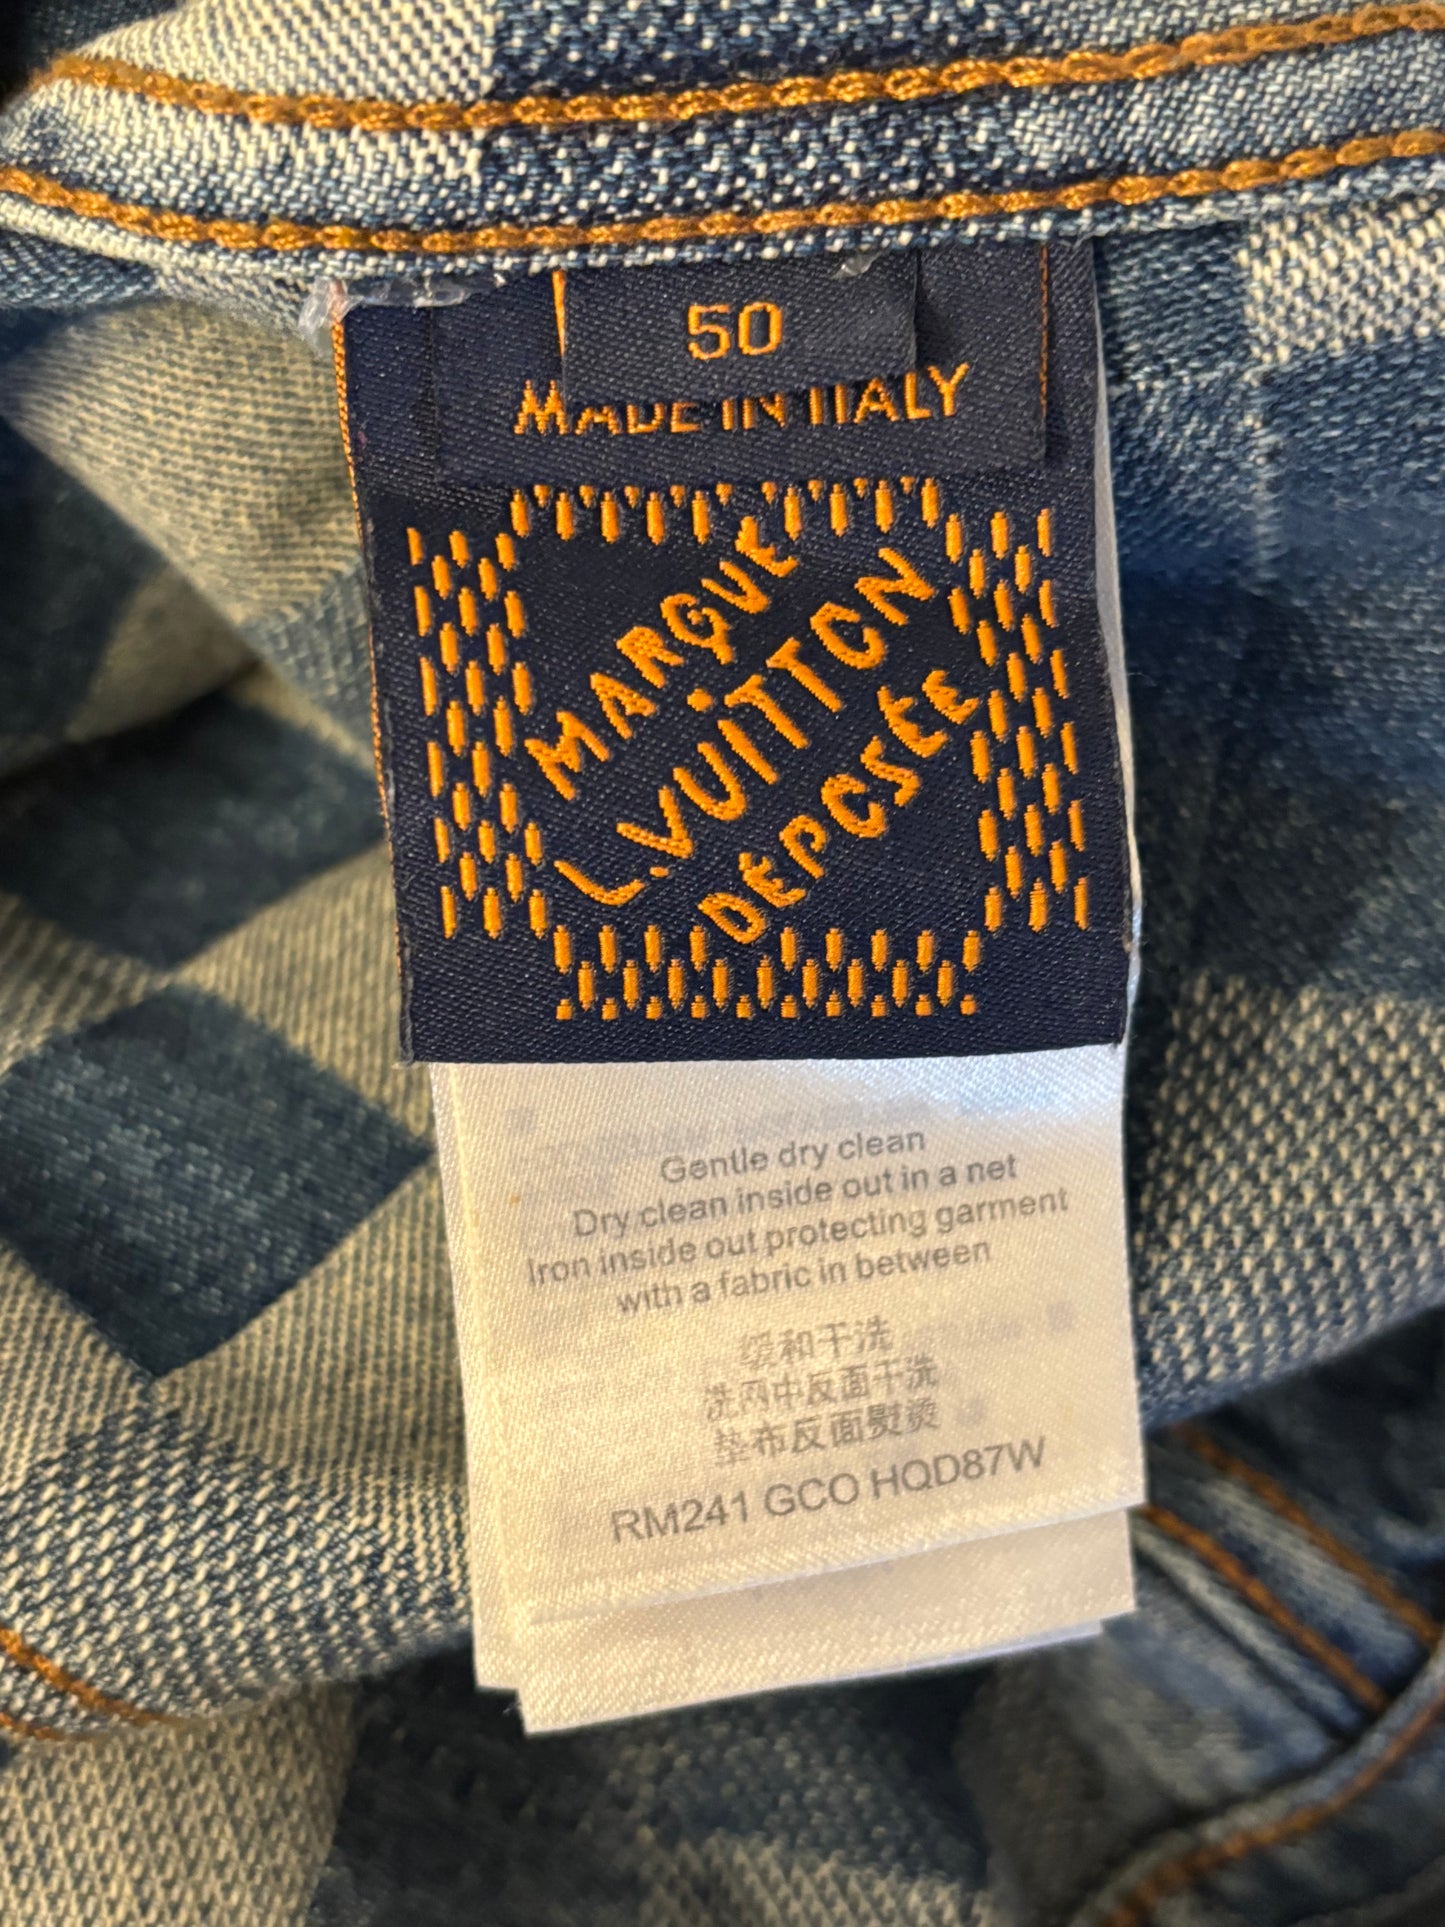 50
MADE IN ITALY
MARQUE
L.VUITTON
DÉPOSÉE
Gentle dry clean
Dry clean inside out in a net
Iron inside out protecting garment
with a fabric in between
缓和干洗
洗网中反面干洗
垫布反面熨烫
RM241 GCO HQD87W